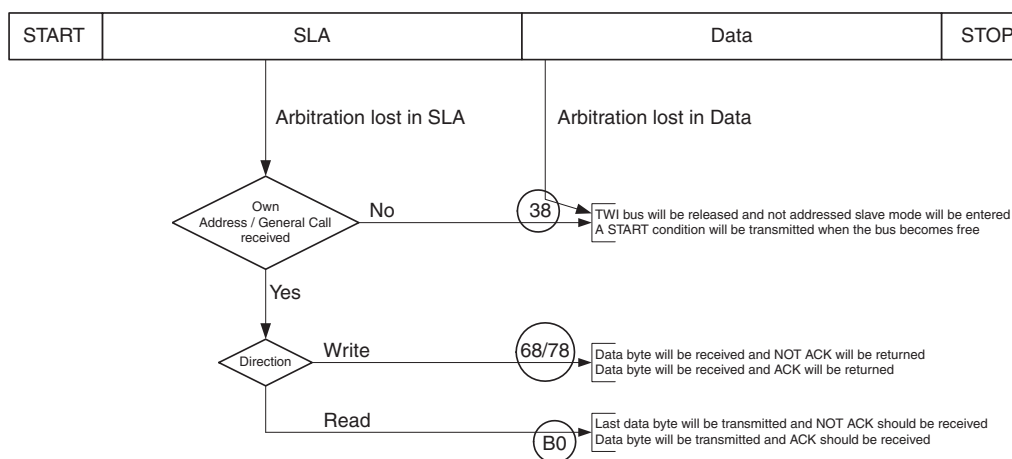 START SLA Data STOP
Arbitration lost in SLA Arbitration lost in Data
Own
Address / General Call
received
No
38
TWI bus will be released and not addressed slave mode will be entered
A START condition will be transmitted when the bus becomes free
Yes
Direction
Write
68/78
Data byte will be received and NOT ACK will be returned
Data byte will be received and ACK will be returned
Read
B0
Last data byte will be transmitted and NOT ACK should be received
Data byte will be transmitted and ACK should be received